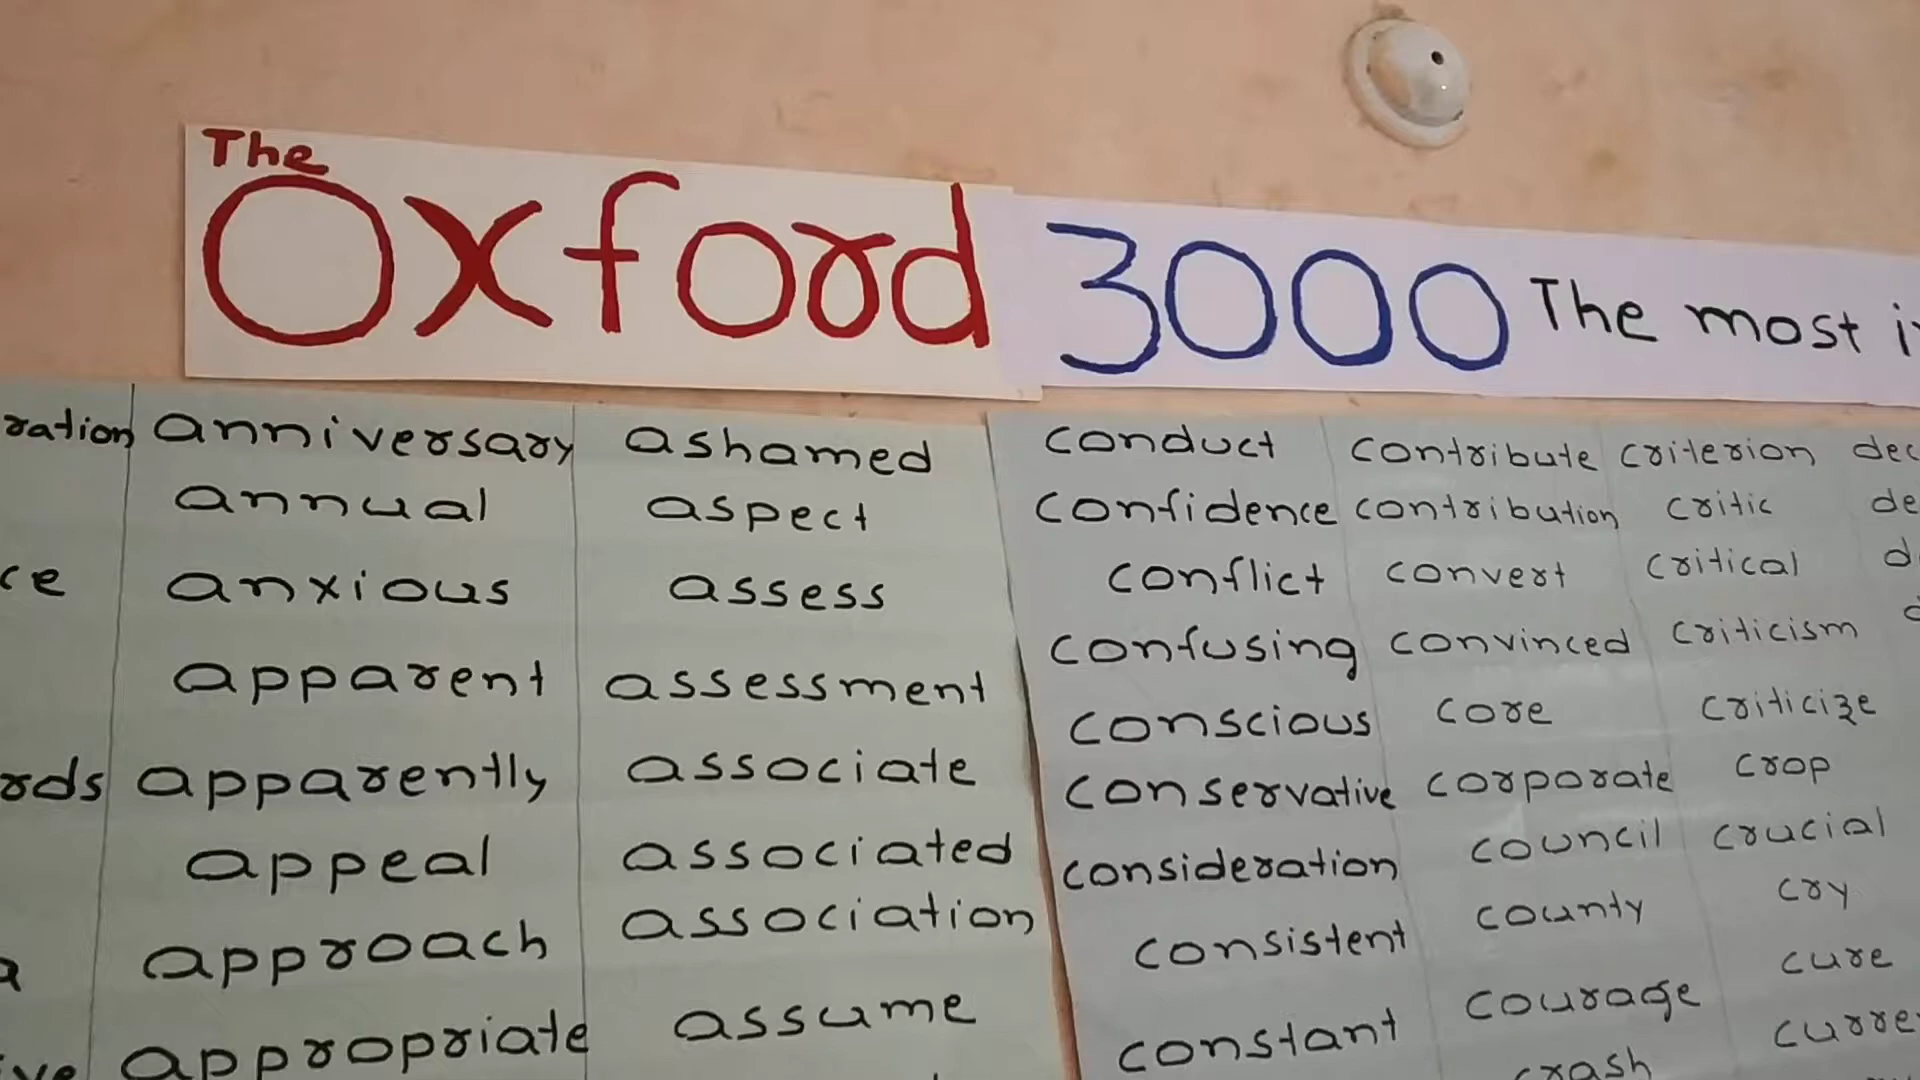 The
Oxford 3000 The most
anniversary
annual
anxious
apparent
apparently
appeal
approach
appropriate
ashamed
aspect
assess
assessment
associate
associated
association
assume
conduct
confidence
conflict
confusing
conscious
conservative
consideration
consistent
constant
contribute
contribution
convert
convinced
core
corporate
council
county
courage
crash
criterion
critic
critical
criticism
criticize
crop
crucial
cry
cure